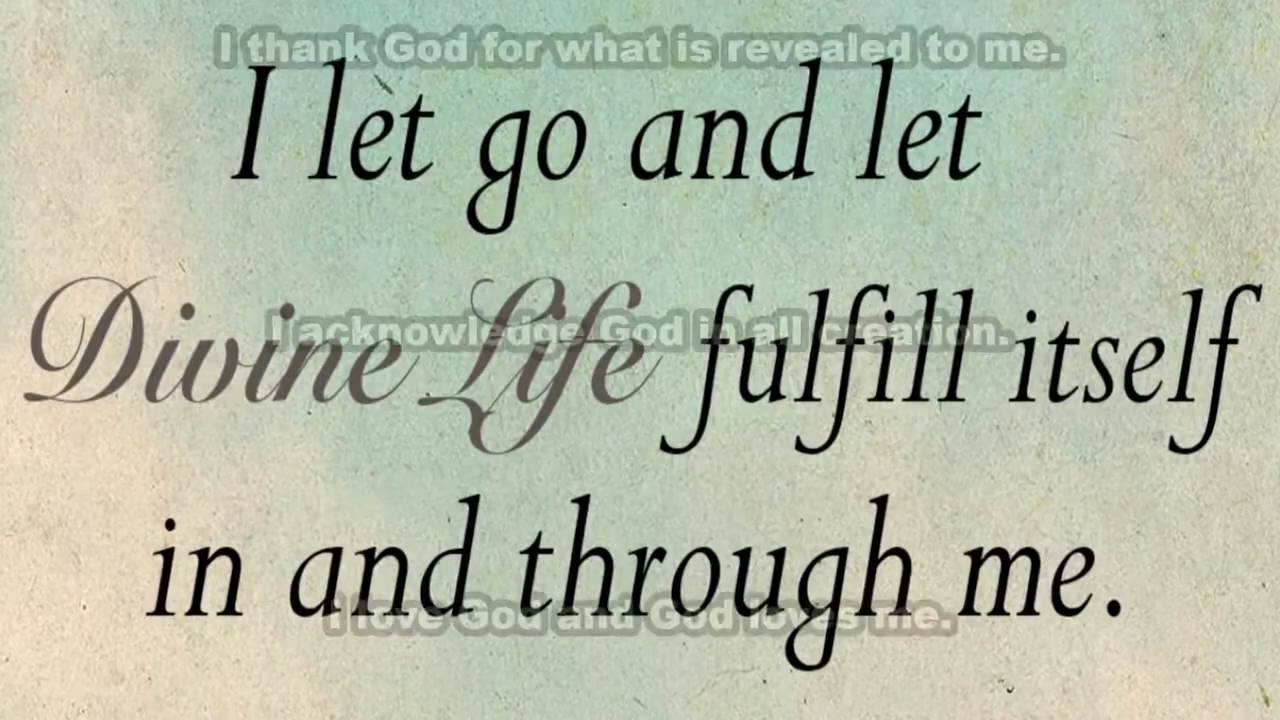 I thank God for what is revealed to me.
I let go and let
I acknowledge God in all creation.
Divine Life fulfill itself
in and through me.
I love God and God loves me.